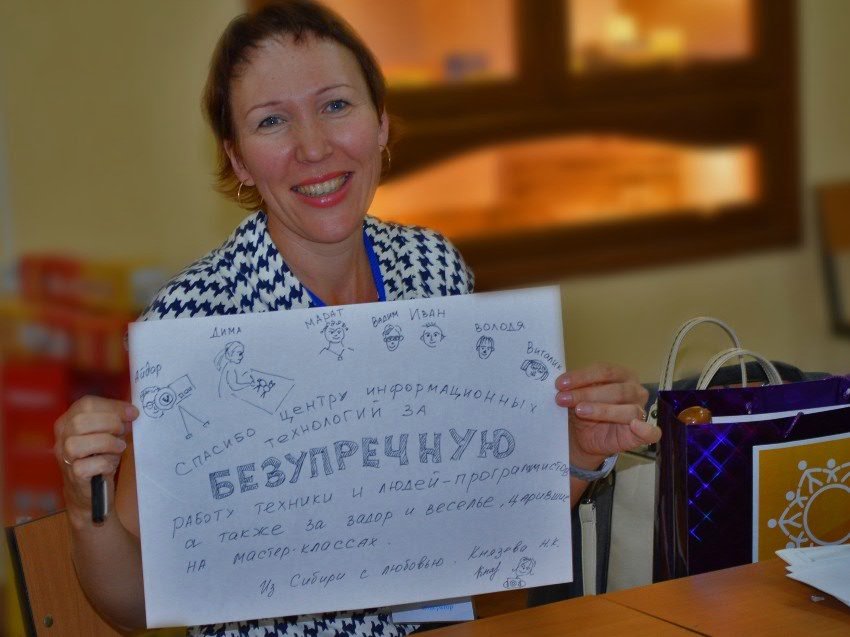 Айдар
Дима
МАРАТ
Вадим
Иван
ВОЛОДЯ
Виталик
СПАСИБО ЦЕНТРУ ИНФОРМАЦИОННЫХ
ТЕХНОЛОГИЙ ЗА
БЕЗУПРЕЧНУЮ
работу техники и людей-программистов,
а также за задор и веселье, царившие
на мастер-классах.
Из Сибири с любовью. Князева Н.К.